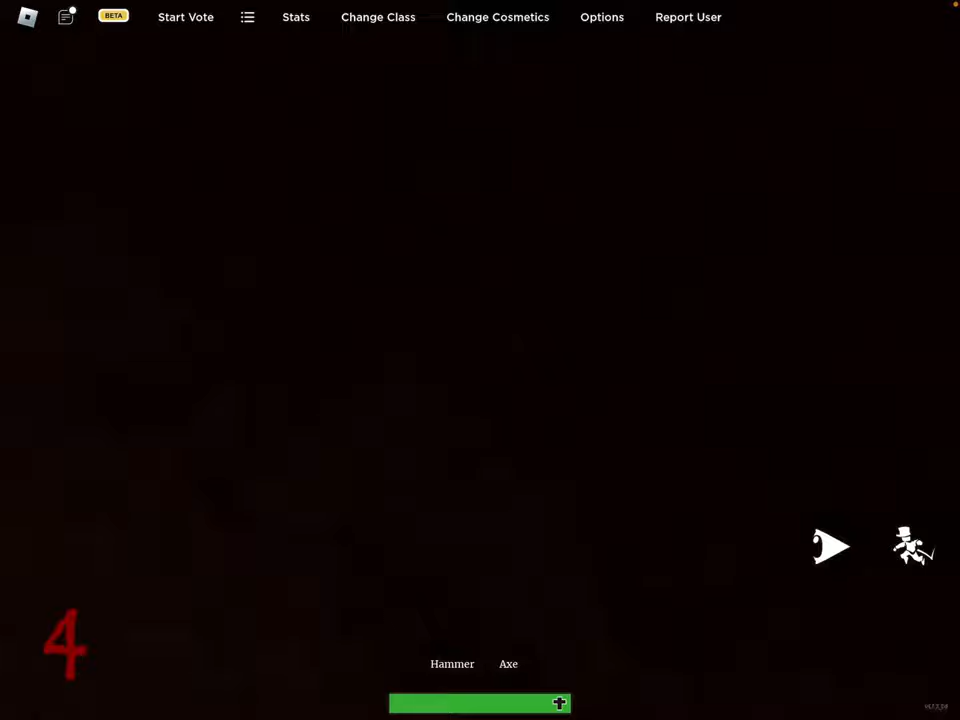 BETA Start Vote Stats Change Class Change Cosmetics Options Report User
4
Hammer Axe